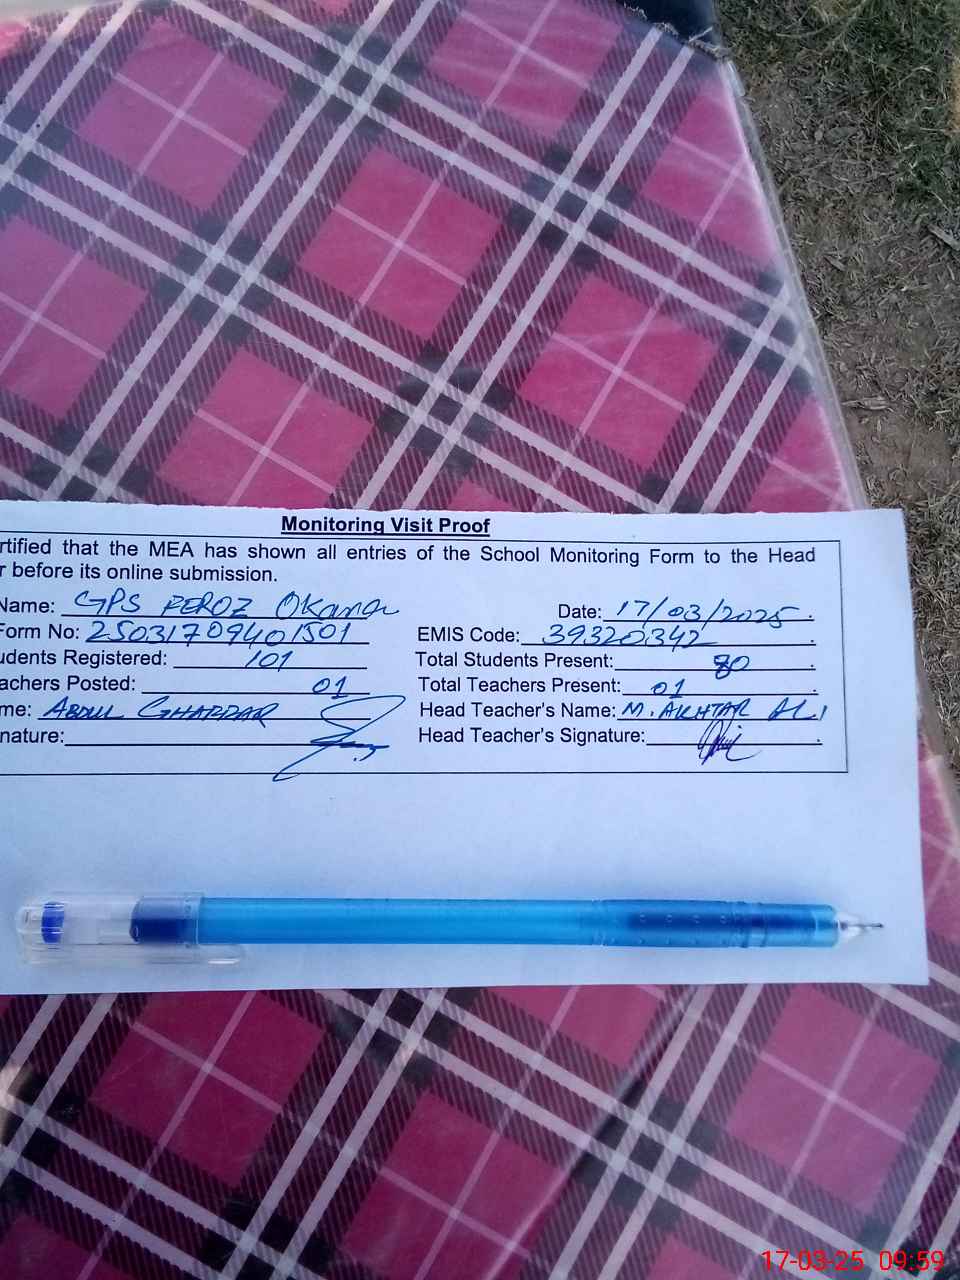 Monitoring Visit Proof
rtified that the MEA has shown all entries of the School Monitoring Form to the Head
r before its online submission.
Name: GPS FEROZ OKana Date: 17/03/2025
Form No: 25031709401501 EMIS Code: 39320342
udents Registered: 101 Total Students Present: 80
achers Posted: 01 Total Teachers Present: 01
me: ABDUL GHAFFAR Head Teacher's Name: M. AKHTAR ALI
nature: Head Teacher's Signature:
17-03-25 09:59